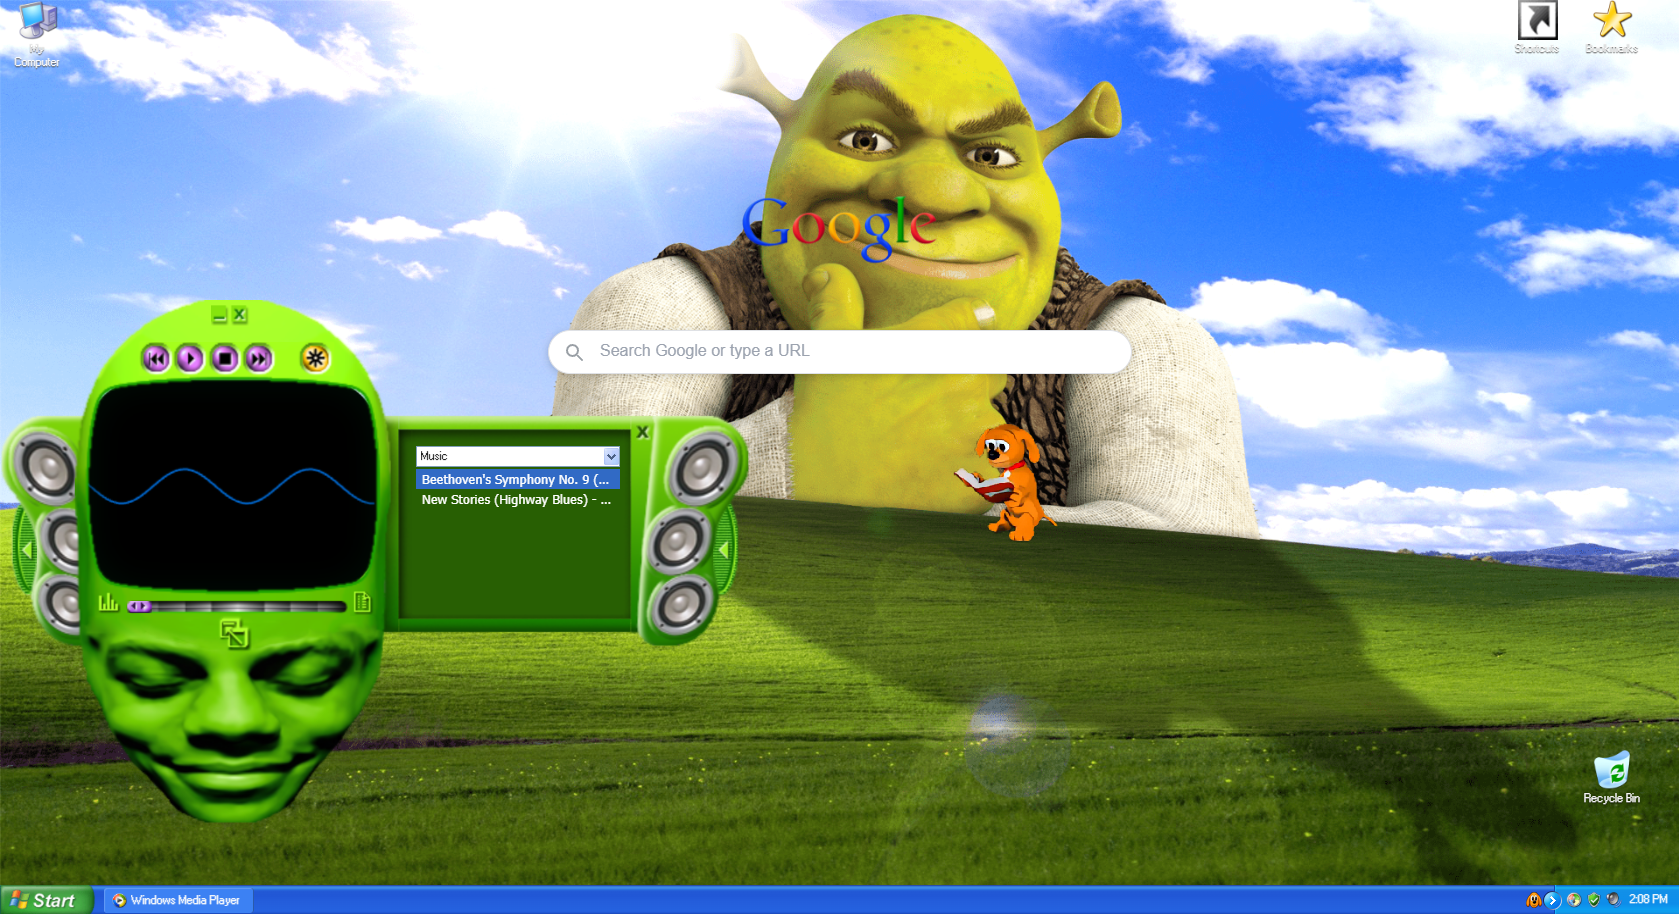 My
Computer
Shortcuts
Bookmarks
Google
Search Google or type a URL
Music
Beethoven's Symphony No. 9 (...
New Stories (Highway Blues) - ...
Recycle Bin
Start
Windows Media Player
2:08 PM